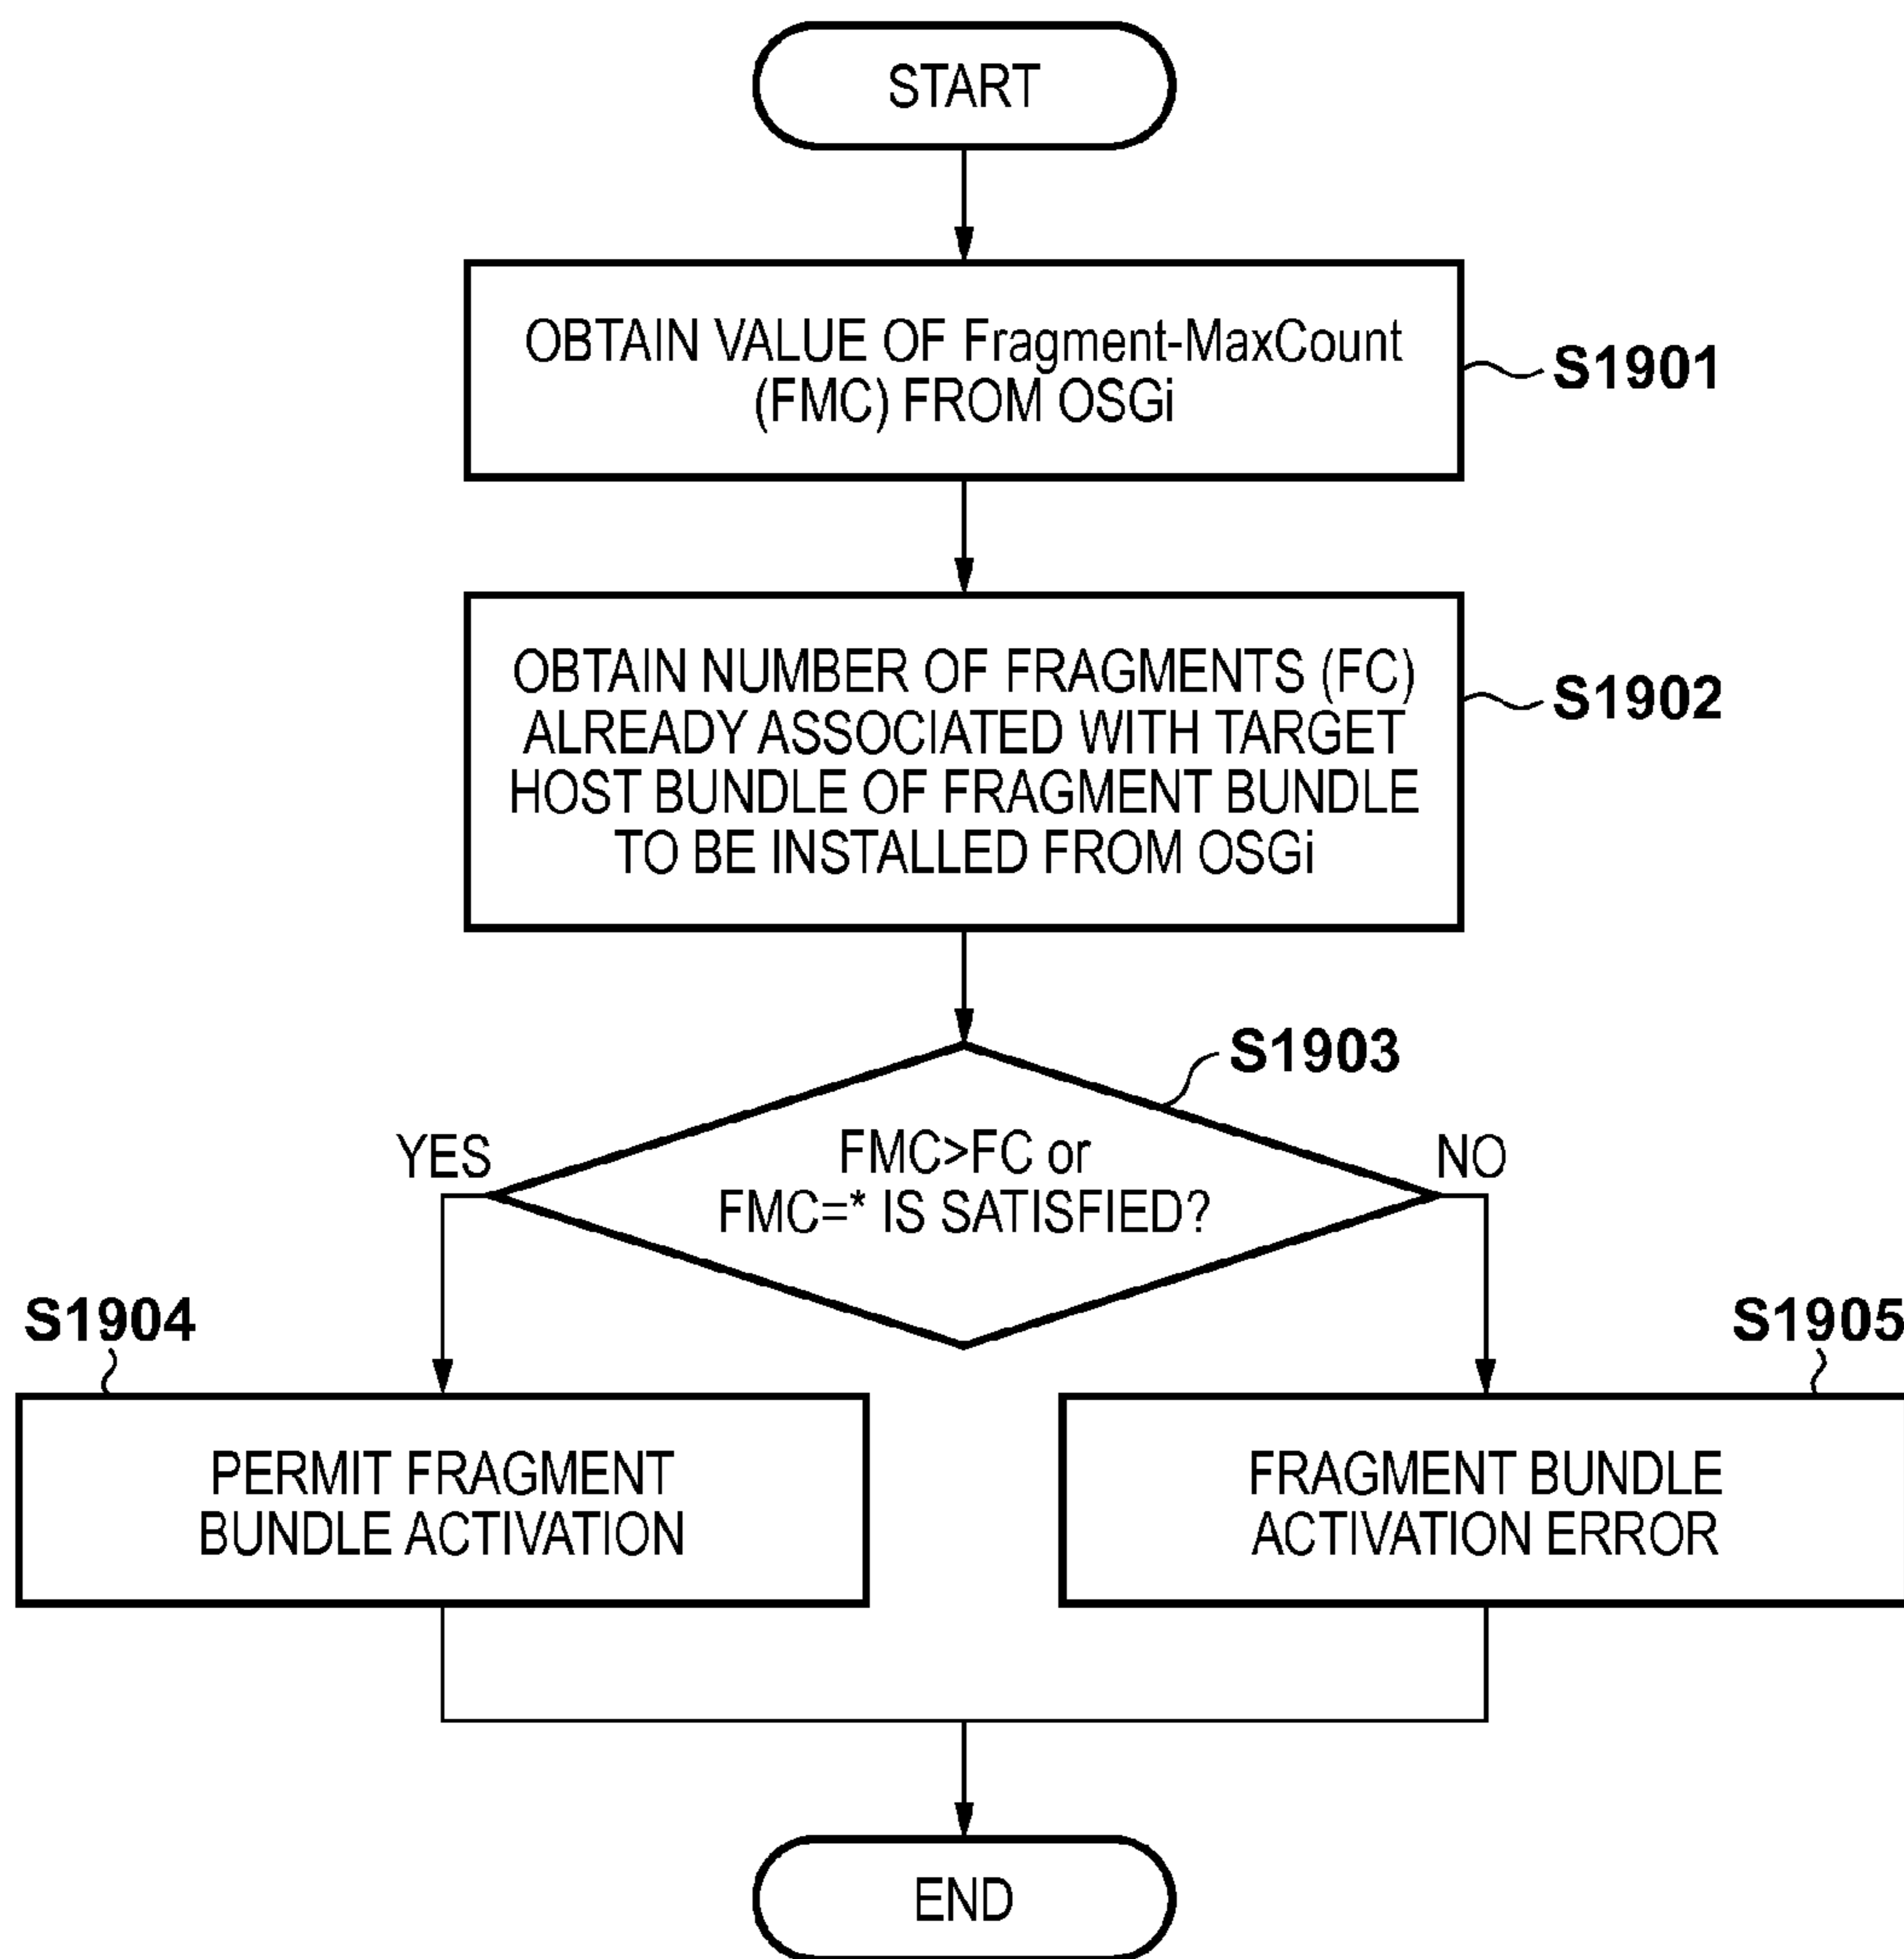 START
OBTAIN VALUE OF Fragment-MaxCount
(FMC) FROM OSGi
S1901
OBTAIN NUMBER OF FRAGMENTS (FC)
ALREADY ASSOCIATED WITH TARGET
HOST BUNDLE OF FRAGMENT BUNDLE
TO BE INSTALLED FROM OSGi
S1902
S1903
FMC>FC or
FMC=* IS SATISFIED?
YES
NO
S1904
PERMIT FRAGMENT
BUNDLE ACTIVATION
S1905
FRAGMENT BUNDLE
ACTIVATION ERROR
END